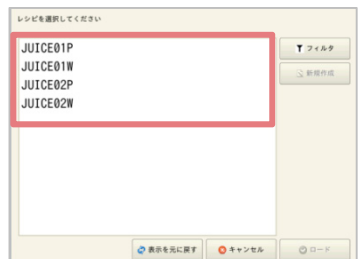 レシピを選択してください
JUICE01P
JUICE01W
JUICE02P
JUICE02W
フィルタ
新規作成
表示を元に戻す
キャンセル
ロード